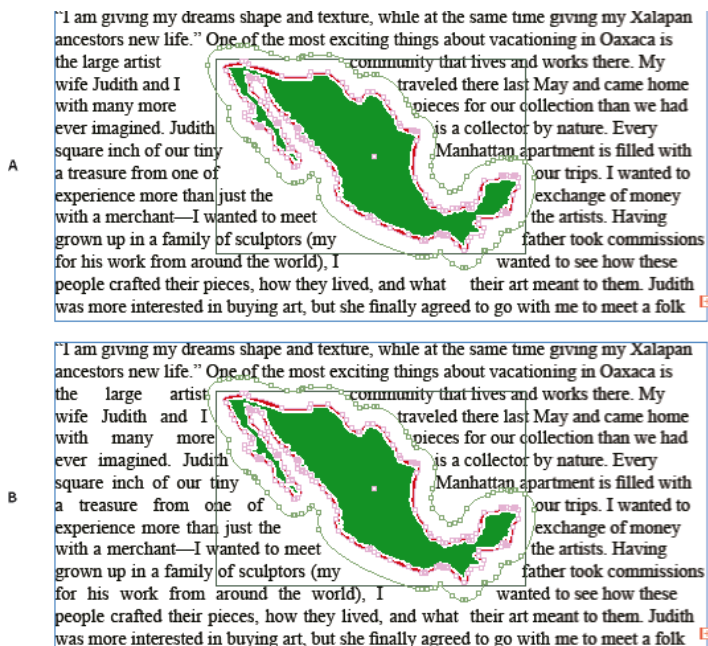 "I am giving my dreams shape and texture, while at the same time giving my Xalapan
ancestors new life." One of the most exciting things about vacationing in Oaxaca is
the large artist community that lives and works there. My
wife Judith and I traveled there last May and came home
with many more pieces for our collection than we had
ever imagined. Judith is a collector by nature. Every
square inch of our tiny Manhattan apartment is filled with
A
a treasure from one of our trips. I wanted to
experience more than just the exchange of money
with a merchant—I wanted to meet the artists. Having
grown up in a family of sculptors (my father took commissions
for his work from around the world), I wanted to see how these
people crafted their pieces, how they lived, and what their art meant to them. Judith
was more interested in buying art, but she finally agreed to go with me to meet a folk
"I am giving my dreams shape and texture, while at the same time giving my Xalapan
ancestors new life." One of the most exciting things about vacationing in Oaxaca is
the large artist community that lives and works there. My
wife Judith and I traveled there last May and came home
with many more pieces for our collection than we had
ever imagined. Judith is a collector by nature. Every
square inch of our tiny Manhattan apartment is filled with
B
a treasure from one of our trips. I wanted to
experience more than just the exchange of money
with a merchant—I wanted to meet the artists. Having
grown up in a family of sculptors (my father took commissions
for his work from around the world), I wanted to see how these
people crafted their pieces, how they lived, and what their art meant to them. Judith
was more interested in buying art, but she finally agreed to go with me to meet a folk